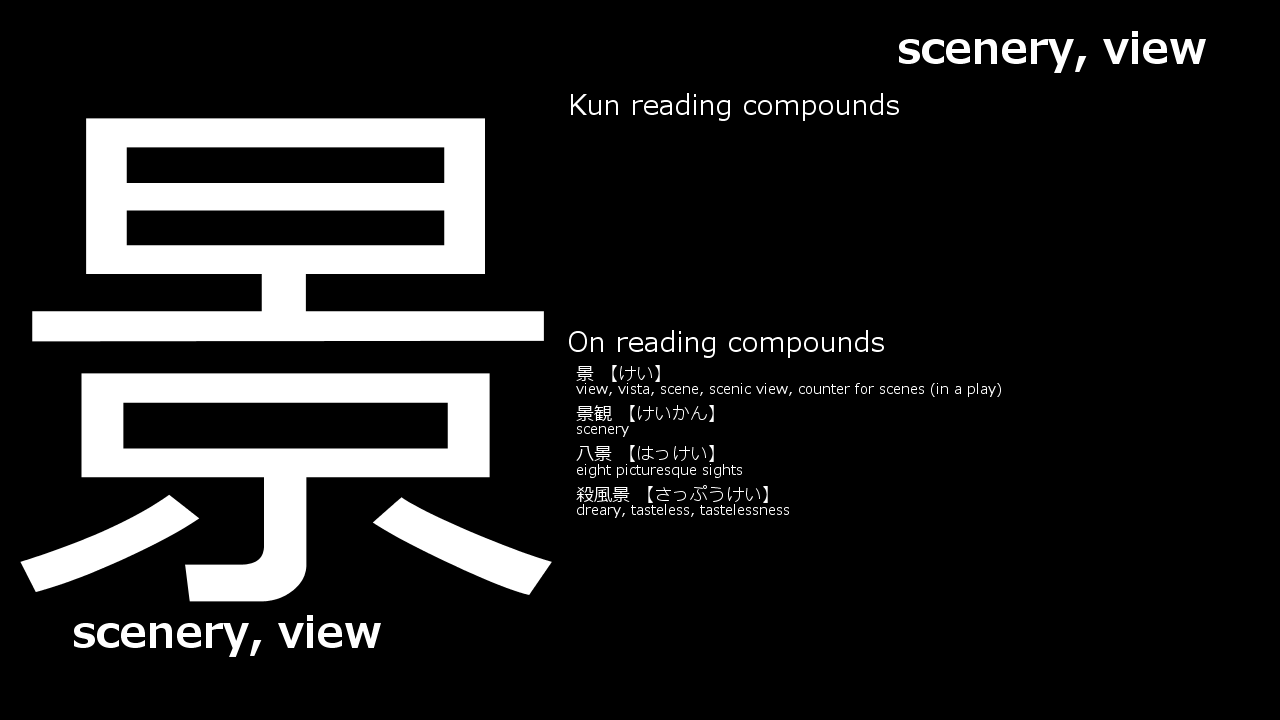 scenery, view
景
scenery, view
Kun reading compounds
On reading compounds
景 【けい】
view, vista, scene, scenic view, counter for scenes (in a play)
景観 【けいかん】
scenery
八景 【はっけい】
eight picturesque sights
殺風景 【さっぷうけい】
dreary, tasteless, tastelessness